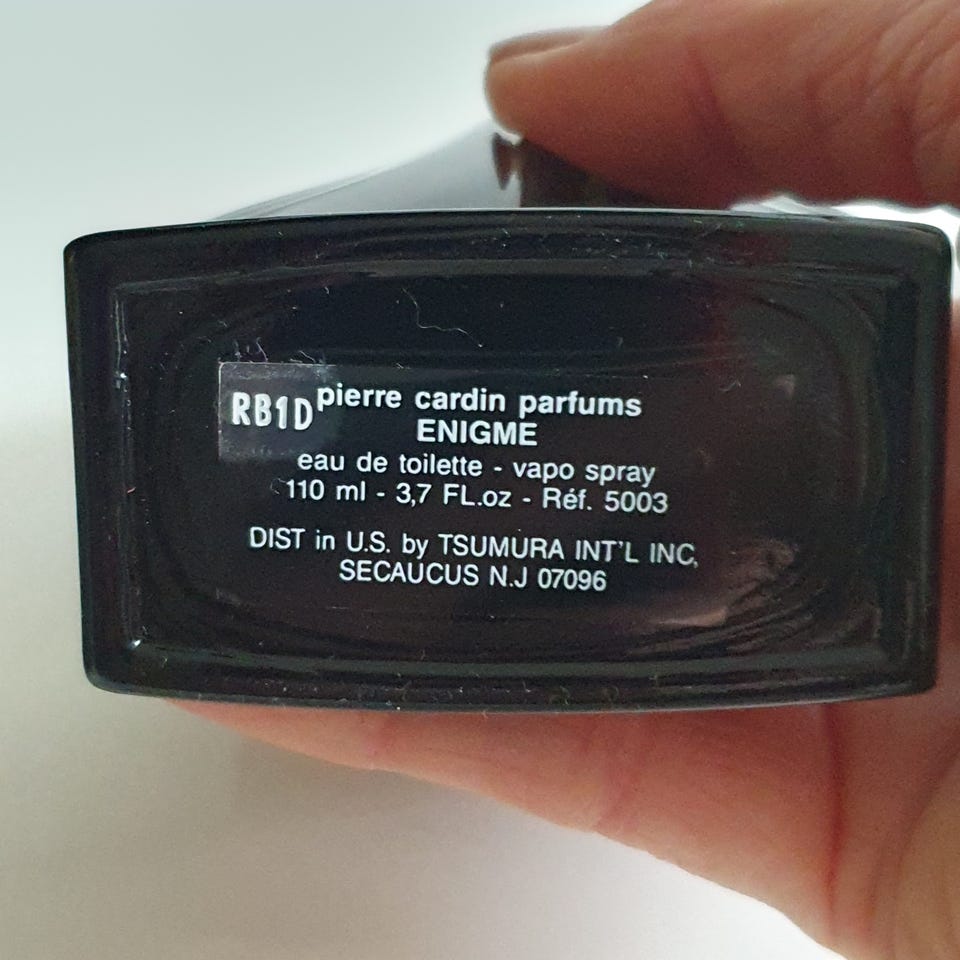 RB1D
pierre cardin parfums
ENIGME
eau de toilette - vapo spray
110 ml - 3,7 FL.oz - Réf. 5003
DIST in U.S. by TSUMURA INT'L INC,
SECAUCUS N.J 07096